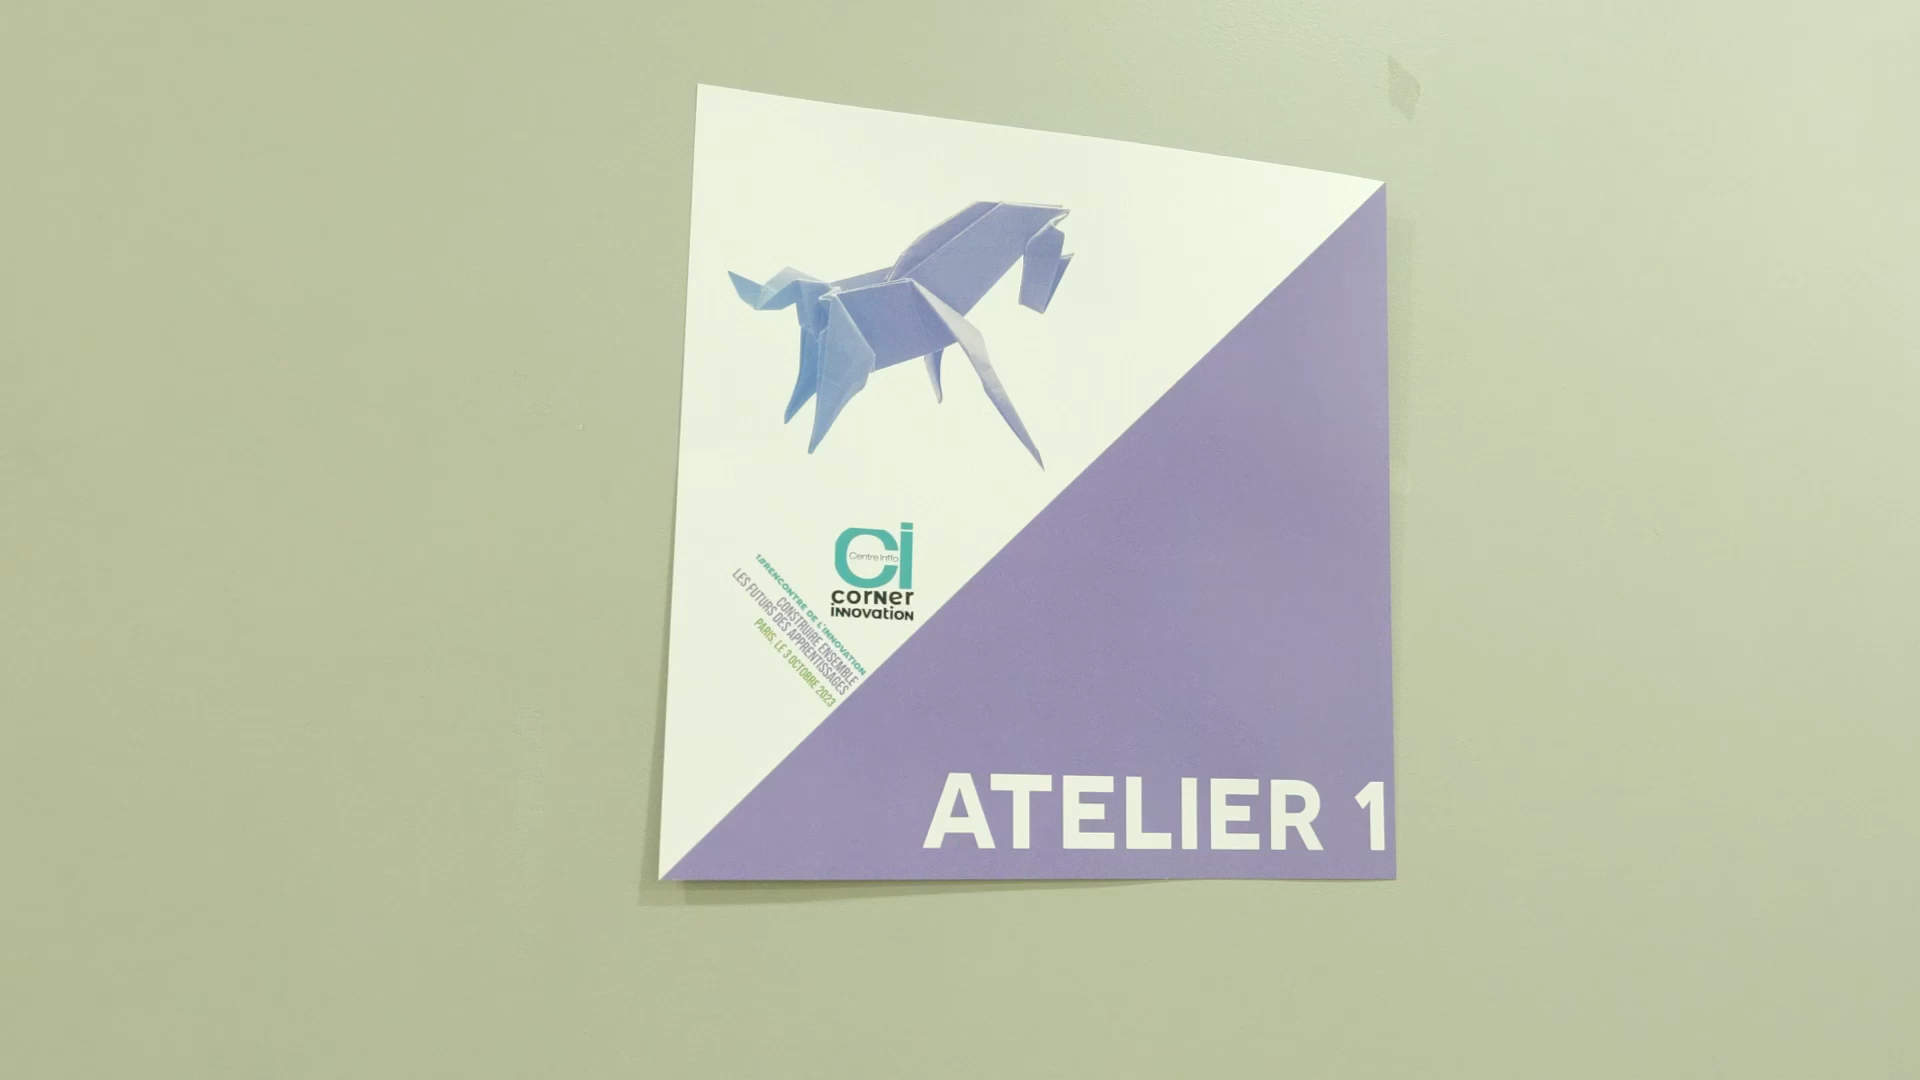 Centre Inffo
corner
innovation
RENCONTRE DE L'INNOVATION
CONSTRUIRE ENSEMBLE
LES FUTURS DES APPRENTISSAGES
PARIS, LE 3 OCTOBRE 2023
ATELIER 1